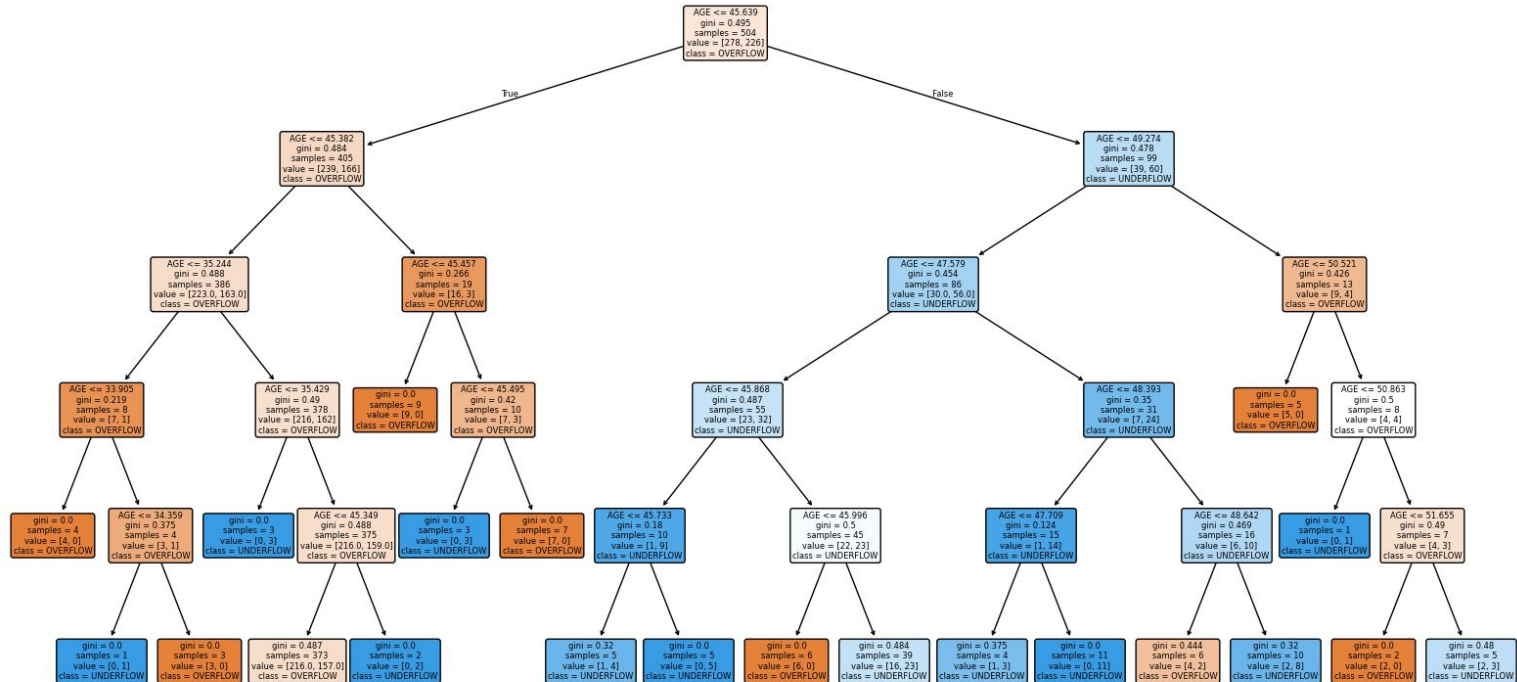 AGE <= 45.639
gini = 0.495
samples = 504
value = [278, 226]
class = OVERFLOW
True
False
AGE <= 45.382
gini = 0.484
samples = 405
value = [239, 166]
class = OVERFLOW
AGE <= 49.274
gini = 0.478
samples = 99
value = [39, 60]
class = UNDERFLOW
AGE <= 35.244
gini = 0.488
samples = 386
value = [223.0, 163.0]
class = OVERFLOW
AGE <= 45.457
gini = 0.266
samples = 19
value = [16, 3]
class = OVERFLOW
AGE <= 47.579
gini = 0.454
samples = 86
value = [30.0, 56.0]
class = UNDERFLOW
AGE <= 50.521
gini = 0.426
samples = 13
value = [9, 4]
class = OVERFLOW
AGE <= 33.905
gini = 0.219
samples = 8
value = [7, 1]
class = OVERFLOW
AGE <= 35.429
gini = 0.49
samples = 378
value = [216, 162]
class = OVERFLOW
gini = 0.0
samples = 9
value = [9, 0]
class = OVERFLOW
AGE <= 45.495
gini = 0.42
samples = 10
value = [7, 3]
class = OVERFLOW
AGE <= 45.868
gini = 0.487
samples = 55
value = [23, 32]
class = UNDERFLOW
AGE <= 48.393
gini = 0.35
samples = 31
value = [7, 24]
class = UNDERFLOW
gini = 0.0
samples = 5
value = [5, 0]
class = OVERFLOW
AGE <= 50.863
gini = 0.5
samples = 8
value = [4, 4]
class = OVERFLOW
gini = 0.0
samples = 4
value = [4, 0]
class = OVERFLOW
AGE <= 34.359
gini = 0.375
samples = 4
value = [3, 1]
class = OVERFLOW
gini = 0.0
samples = 3
value = [0, 3]
class = UNDERFLOW
AGE <= 45.349
gini = 0.488
samples = 375
value = [216.0, 159.0]
class = OVERFLOW
gini = 0.0
samples = 3
value = [0, 3]
class = UNDERFLOW
gini = 0.0
samples = 7
value = [7, 0]
class = OVERFLOW
AGE <= 45.733
gini = 0.18
samples = 10
value = [1, 9]
class = UNDERFLOW
AGE <= 45.996
gini = 0.5
samples = 45
value = [22, 23]
class = UNDERFLOW
AGE <= 47.709
gini = 0.124
samples = 15
value = [1, 14]
class = UNDERFLOW
AGE <= 48.642
gini = 0.469
samples = 16
value = [6, 10]
class = UNDERFLOW
gini = 0.0
samples = 1
value = [0, 1]
class = UNDERFLOW
AGE <= 51.655
gini = 0.49
samples = 7
value = [4, 3]
class = OVERFLOW
gini = 0.0
samples = 1
value = [0, 1]
class = UNDERFLOW
gini = 0.0
samples = 3
value = [3, 0]
class = OVERFLOW
gini = 0.487
samples = 373
value = [216.0, 157.0]
class = OVERFLOW
gini = 0.0
samples = 2
value = [0, 2]
class = UNDERFLOW
gini = 0.32
samples = 5
value = [1, 4]
class = UNDERFLOW
gini = 0.0
samples = 5
value = [0, 5]
class = UNDERFLOW
gini = 0.0
samples = 6
value = [6, 0]
class = OVERFLOW
gini = 0.484
samples = 39
value = [16, 23]
class = UNDERFLOW
gini = 0.375
samples = 4
value = [1, 3]
class = UNDERFLOW
gini = 0.0
samples = 11
value = [0, 11]
class = UNDERFLOW
gini = 0.444
samples = 6
value = [4, 2]
class = OVERFLOW
gini = 0.32
samples = 10
value = [2, 8]
class = UNDERFLOW
gini = 0.0
samples = 2
value = [2, 0]
class = OVERFLOW
gini = 0.48
samples = 5
value = [2, 3]
class = UNDERFLOW